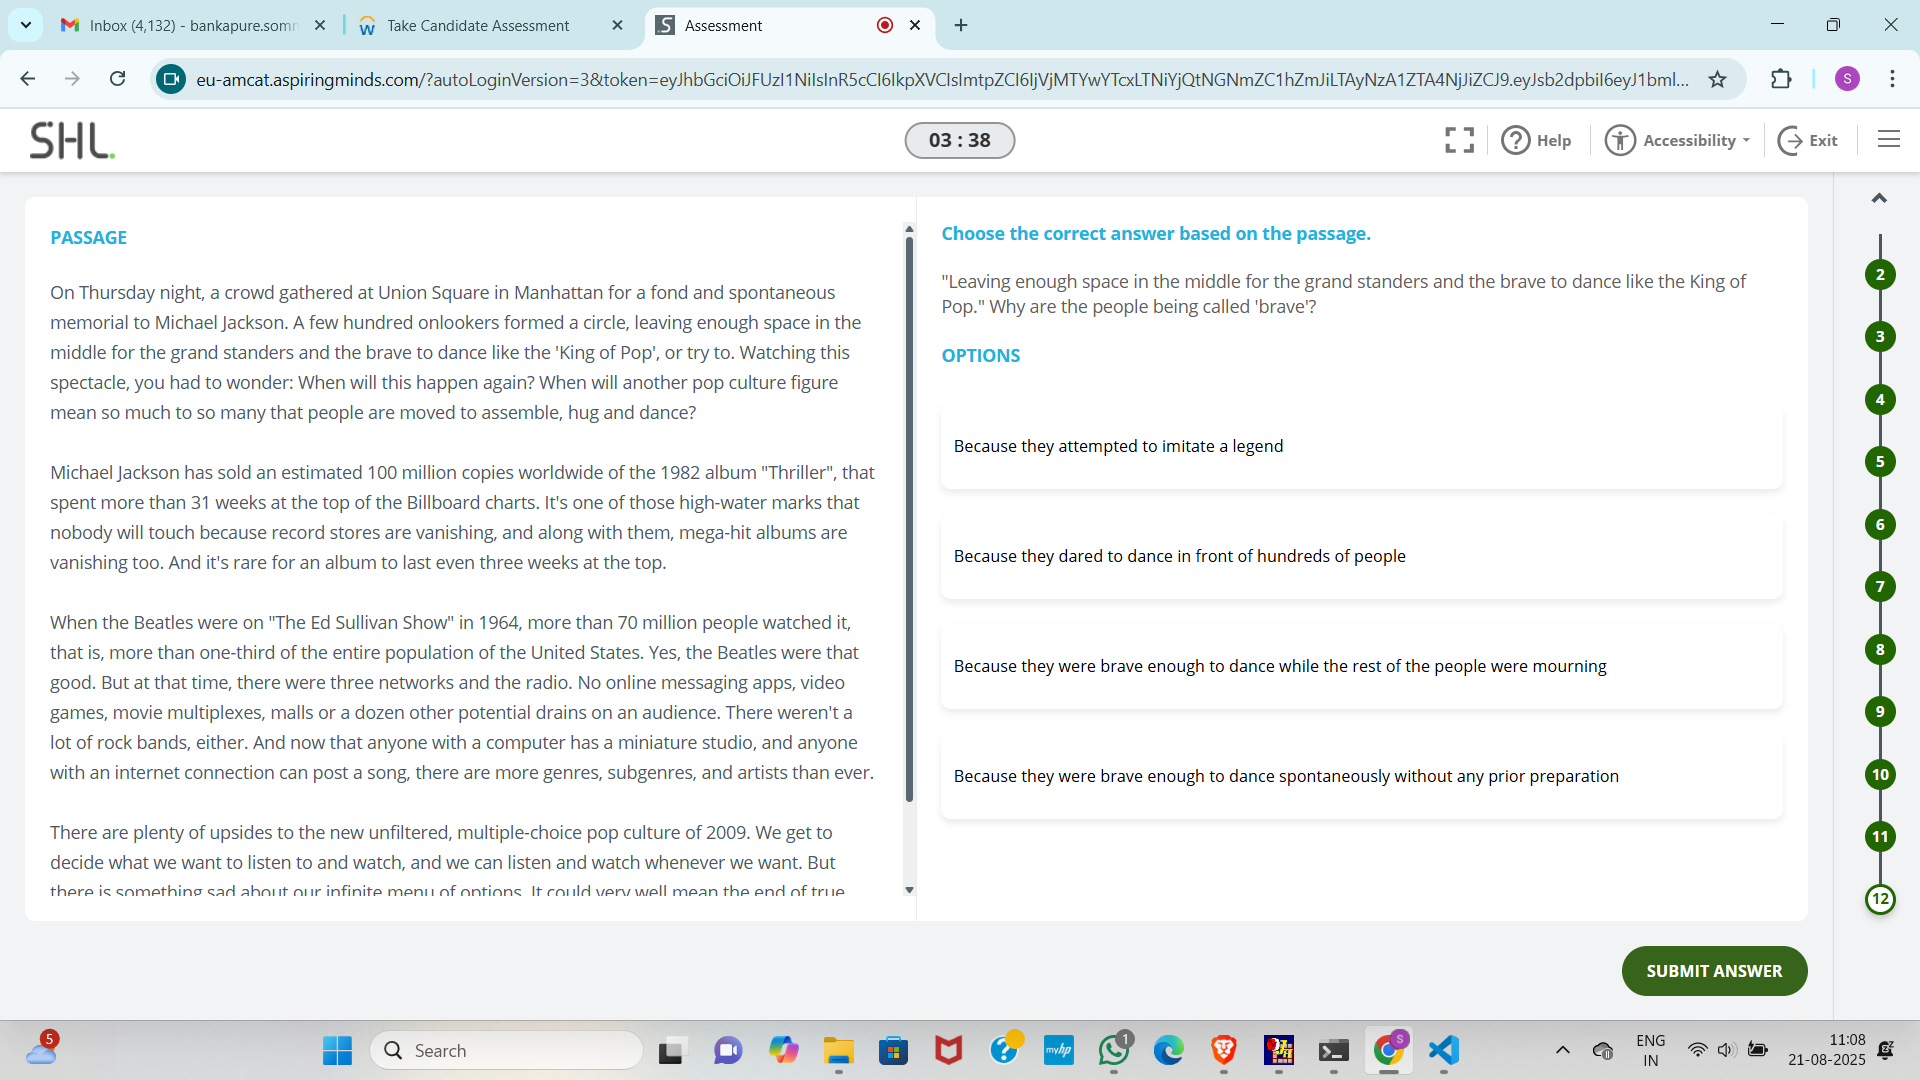 Inbox (4,132) - bankapure.somn
Take Candidate Assessment
Assessment
eu-amcat.aspiringminds.com/?autoLoginVersion=3&token=eyJhbGciOiJFUzI1NiIsInR5cCI6IkpXVCIsImtpZCI6IjVjMTYwYTcxLTNiYjQtNGNmZC1hZmJiLTAyNzA1ZTA4NjJiZCJ9.eyJsb2dpbiI6eyJ1bml...
S
SHL.
03 : 38
Help
Accessibility
Exit
PASSAGE
On Thursday night, a crowd gathered at Union Square in Manhattan for a fond and spontaneous
memorial to Michael Jackson. A few hundred onlookers formed a circle, leaving enough space in the
middle for the grand standers and the brave to dance like the 'King of Pop', or try to. Watching this
spectacle, you had to wonder: When will this happen again? When will another pop culture figure
mean so much to so many that people are moved to assemble, hug and dance?
Michael Jackson has sold an estimated 100 million copies worldwide of the 1982 album "Thriller", that
spent more than 31 weeks at the top of the Billboard charts. It's one of those high-water marks that
nobody will touch because record stores are vanishing, and along with them, mega-hit albums are
vanishing too. And it's rare for an album to last even three weeks at the top.
When the Beatles were on "The Ed Sullivan Show" in 1964, more than 70 million people watched it,
that is, more than one-third of the entire population of the United States. Yes, the Beatles were that
good. But at that time, there were three networks and the radio. No online messaging apps, video
games, movie multiplexes, malls or a dozen other potential drains on an audience. There weren't a
lot of rock bands, either. And now that anyone with a computer has a miniature studio, and anyone
with an internet connection can post a song, there are more genres, subgenres, and artists than ever.
There are plenty of upsides to the new unfiltered, multiple-choice pop culture of 2009. We get to
decide what we want to listen to and watch, and we can listen and watch whenever we want. But
there is something sad about our infinite menu of options. It could very well mean the end of true
Choose the correct answer based on the passage.
"Leaving enough space in the middle for the grand standers and the brave to dance like the King of
Pop." Why are the people being called 'brave'?
OPTIONS
Because they attempted to imitate a legend
Because they dared to dance in front of hundreds of people
Because they were brave enough to dance while the rest of the people were mourning
Because they were brave enough to dance spontaneously without any prior preparation
2
3
4
5
6
7
8
9
10
11
12
SUBMIT ANSWER
5
Search
myhp
1
S
ENG
IN
11:08
21-08-2025